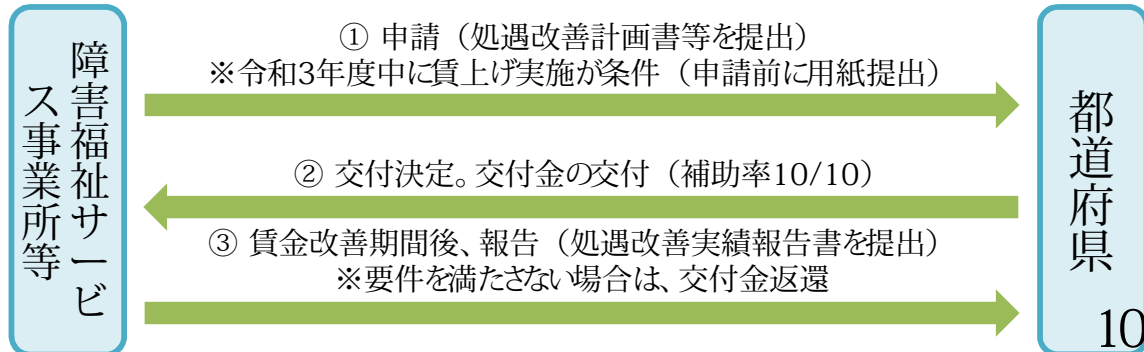 障害福祉サービ
ス事業所等
① 申請（処遇改善計画書等を提出）
※令和3年度中に賃上げ実施が条件（申請前に用紙提出）
② 交付決定。交付金の交付（補助率10/10）
③ 賃金改善期間後、報告（処遇改善実績報告書を提出）
※要件を満たさない場合は、交付金返還
都道府県
10